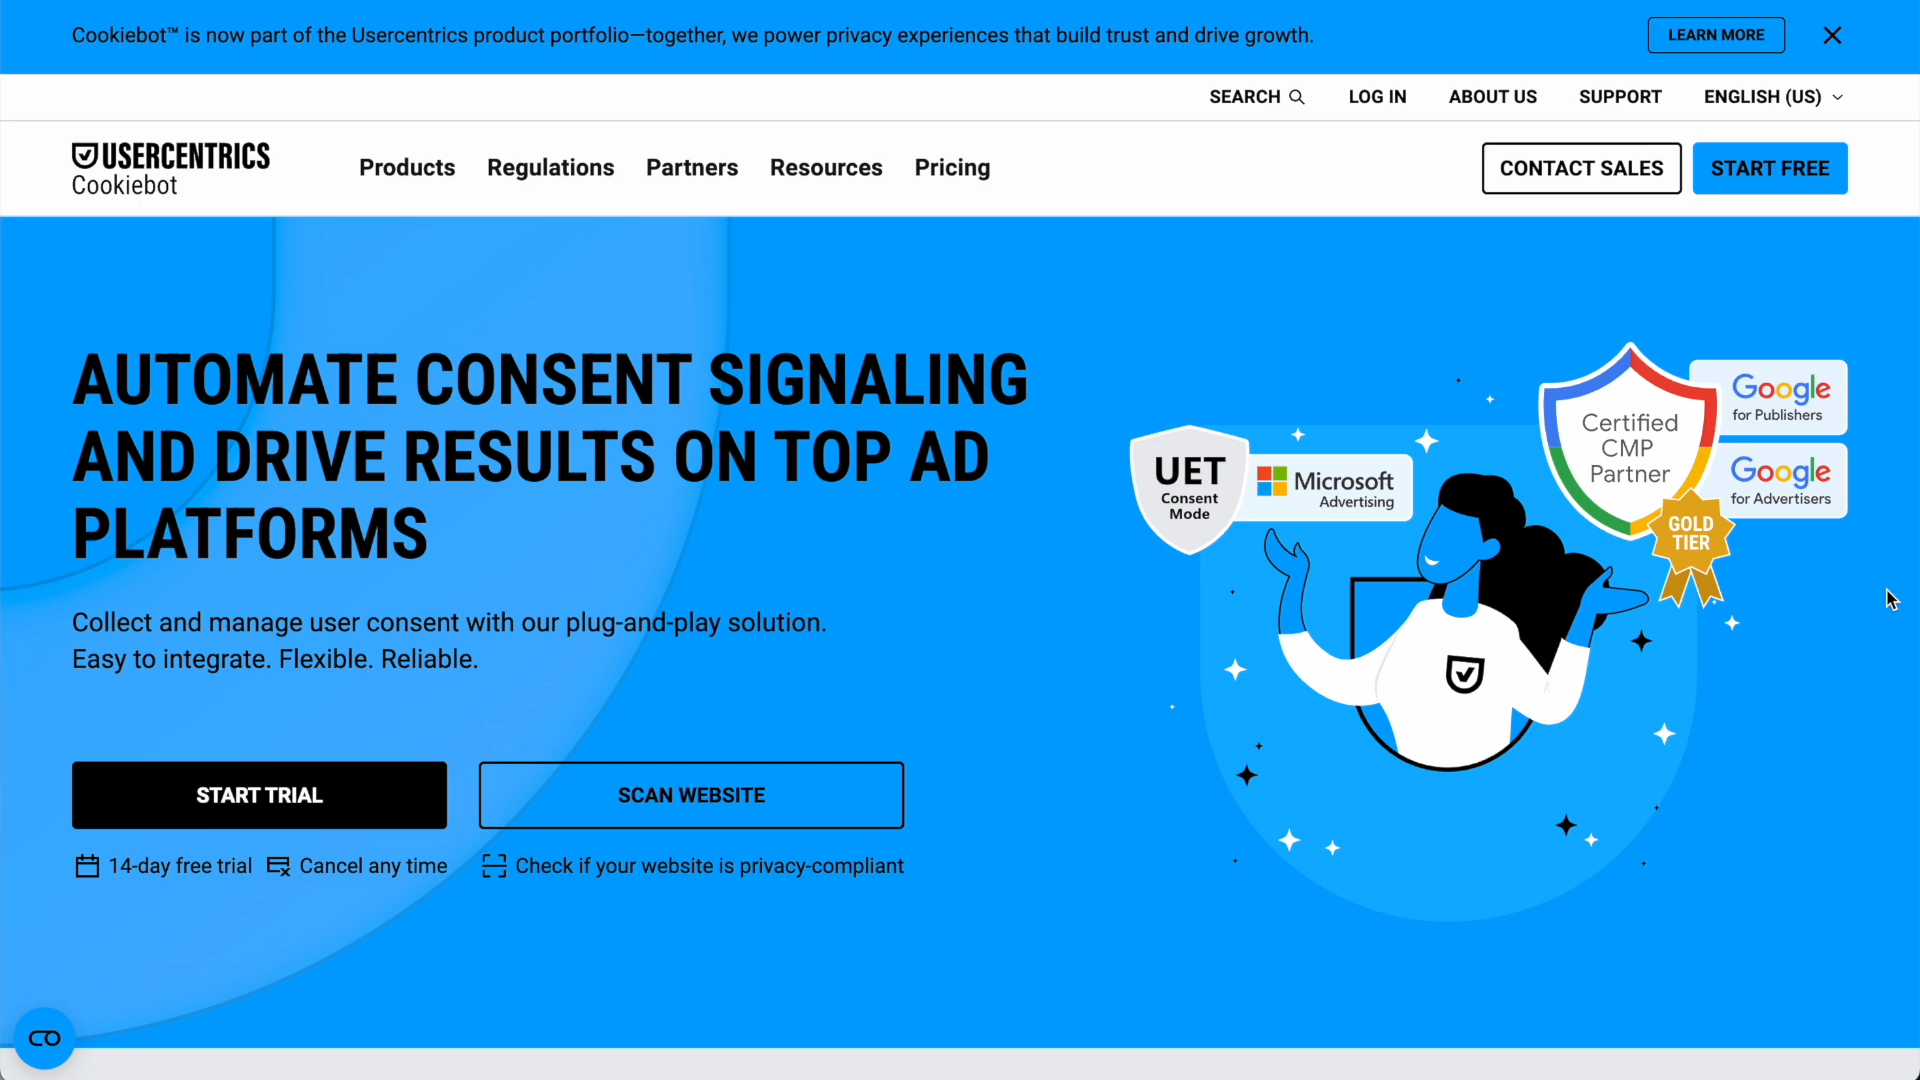 Cookiebot™ is now part of the Usercentrics product portfolio—together, we power privacy experiences that build trust and drive growth.
LEARN MORE
SEARCH
LOG IN
ABOUT US
SUPPORT
ENGLISH (US)
USERCENTRICS
Cookiebot
Products
Regulations
Partners
Resources
Pricing
CONTACT SALES
START FREE
AUTOMATE CONSENT SIGNALING
AND DRIVE RESULTS ON TOP AD
PLATFORMS
Collect and manage user consent with our plug-and-play solution.
Easy to integrate. Flexible. Reliable.
START TRIAL
SCAN WEBSITE
14-day free trial
Cancel any time
Check if your website is privacy-compliant
UET
Consent
Mode
Microsoft
Advertising
Certified
CMP
Partner
Google
for Publishers
Google
for Advertisers
GOLD
TIER